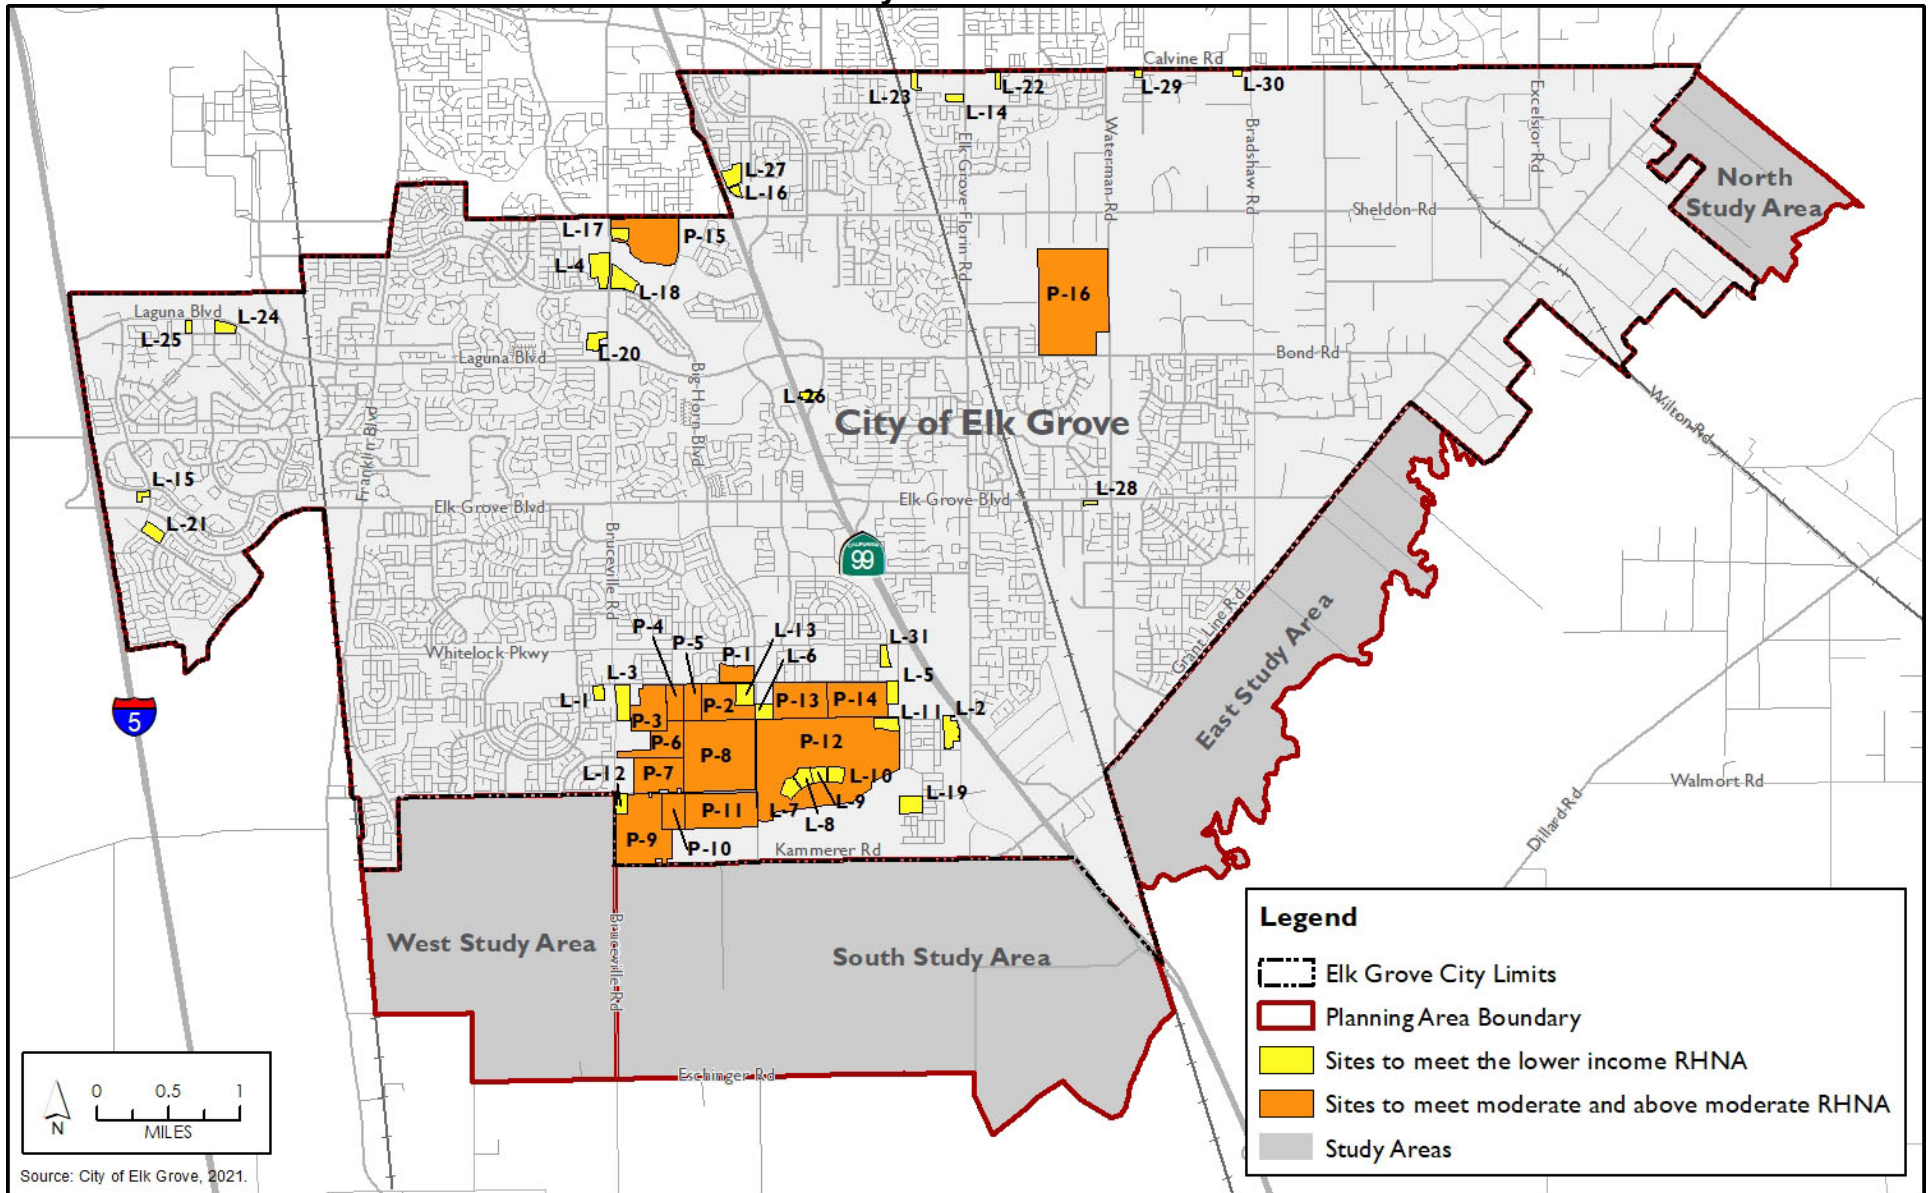 Calvine Rd
L-23
L-22
L-14
L-29
L-30
Excelsior Rd
Elk Grove-Florin Rd
Waterman Rd
Bradshaw Rd
L-27
L-16
North
Study Area
Sheldon Rd
L-17
P-15
L-4
L-18
P-16
Laguna Blvd
L-24
L-25
L-20
Laguna Blvd
Bond Rd
Big Horn Blvd
L-26
City of Elk Grove
Wilton Rd
Franklin Blvd
L-15
L-21
Elk Grove Blvd
Elk Grove Blvd
L-28
Bruceville Rd
CALIFORNIA
99
Grant Line Rd
East Study Area
P-4
P-5
L-13
L-31
P-1
L-6
Whitelock Pkwy
L-3
L-5
L-1
P-2
P-13
P-14
L-11
L-2
P-3
P-6
P-8
P-12
5
L-12
P-7
L-10
L-9
L-7
L-8
L-19
P-11
P-9
P-10
Kammerer Rd
Walmort Rd
Dillard Rd
West Study Area
Bruceville Rd
South Study Area
Eschinger Rd
Legend
Elk Grove City Limits
Planning Area Boundary
Sites to meet the lower income RHNA
Sites to meet moderate and above moderate RHNA
Study Areas
0 0.5 1
MILES
N
Source: City of Elk Grove, 2021.